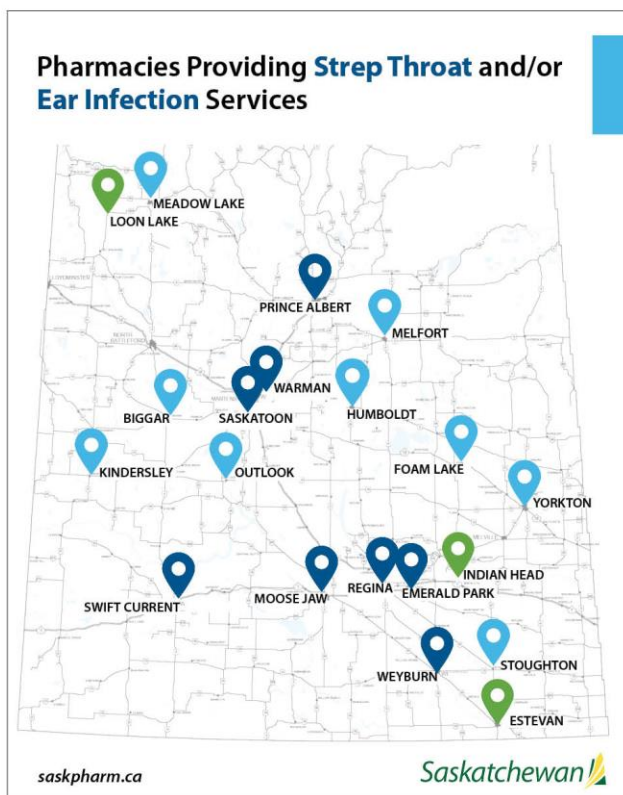 Pharmacies Providing Strep Throat and/or
Ear Infection Services
MEADOW LAKE
LOON LAKE
PRINCE ALBERT
MELFORT
WARMAN
BIGGAR
SASKATOON
HUMBOLDT
KINDERSLEY
OUTLOOK
FOAM LAKE
YORKTON
INDIAN HEAD
SWIFT CURRENT
MOOSE JAW
REGINA
EMERALD PARK
WEYBURN
STOUGHTON
ESTEVAN
saskpharm.ca
Saskatchewan